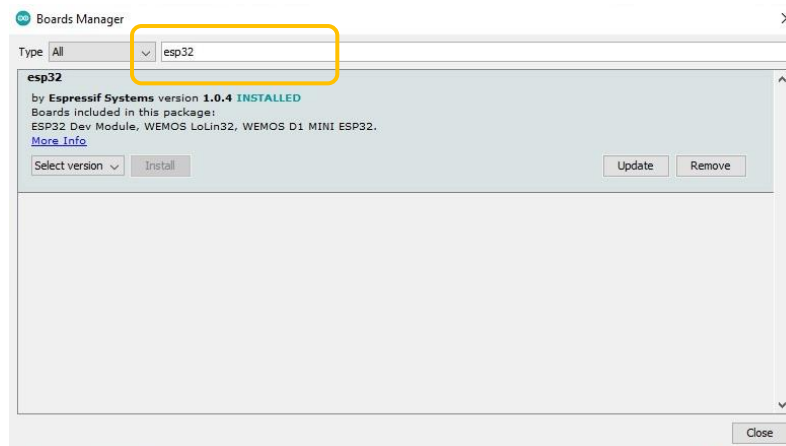 Boards Manager
Type All esp32
esp32
by Espressif Systems version 1.0.4 INSTALLED
Boards included in this package:
ESP32 Dev Module, WEMOS LoLin32, WEMOS D1 MINI ESP32.
More Info
Select version Install Update Remove
Close